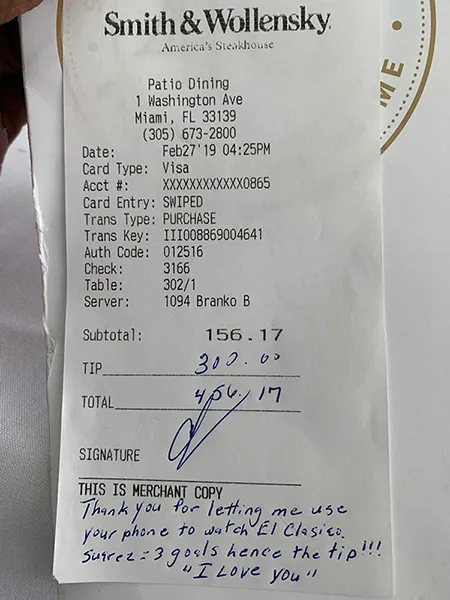 Smith & Wollensky
America's Steakhouse
ME
Patio Dining
1 Washington Ave
Miami, FL 33139
(305) 673-2800
Date: Feb27'19 04:25PM
Card Type: Visa
Acct #: XXXXXXXXXXXX0865
Card Entry: SWIPED
Trans Type: PURCHASE
Trans Key: III008869004641
Auth Code: 012516
Check: 3166
Table: 302/1
Server: 1094 Branko B
Subtotal: 156.17
TIP 300.00
TOTAL 456.17
SIGNATURE
THIS IS MERCHANT COPY
Thank you for letting me use
your phone to watch El Clasico.
Suarez = 3 goals hence the tip!!!
"I Love you"